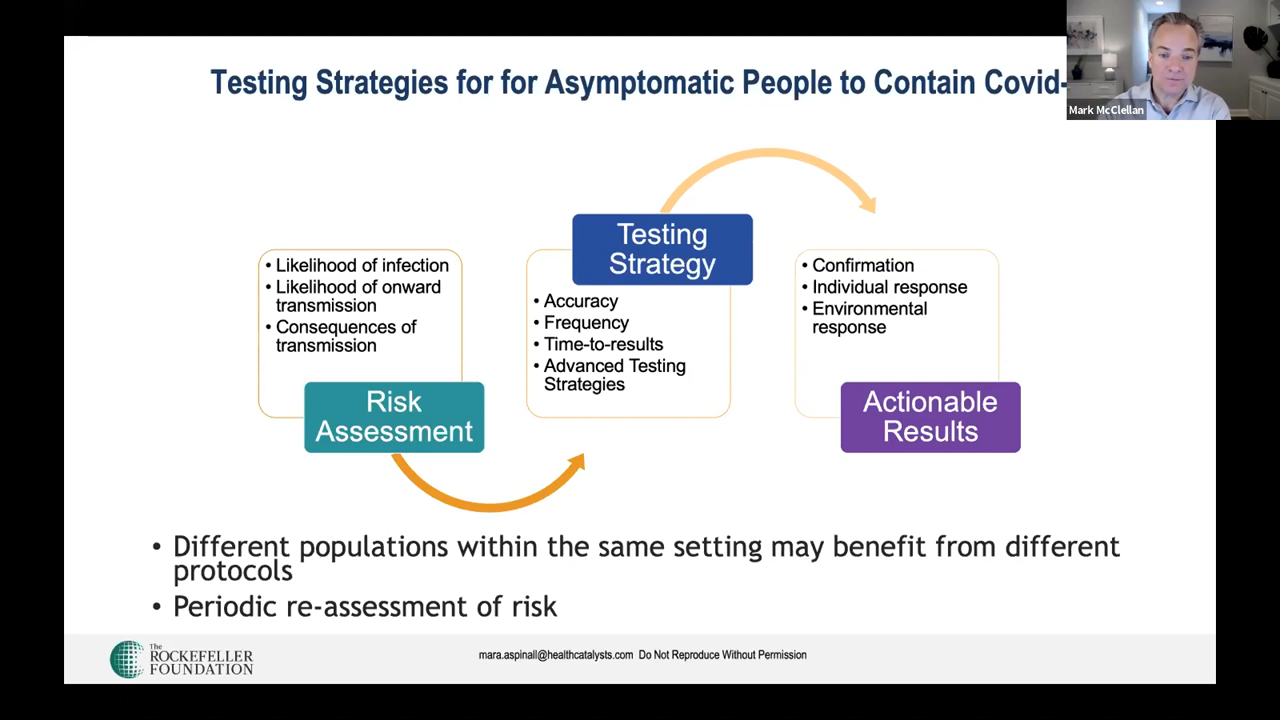 Testing Strategies for for Asymptomatic People to Contain Covid-
Mark McClellan
• Likelihood of infection
• Likelihood of onward
transmission
• Consequences of
transmission
Risk
Assessment
Testing
Strategy
• Accuracy
• Frequency
• Time-to-results
• Advanced Testing
Strategies
• Confirmation
• Individual response
• Environmental
response
Actionable
Results
• Different populations within the same setting may benefit from different
protocols
• Periodic re-assessment of risk
The
ROCKEFELLER
FOUNDATION
mara.aspinall@healthcatalysts.com Do Not Reproduce Without Permission